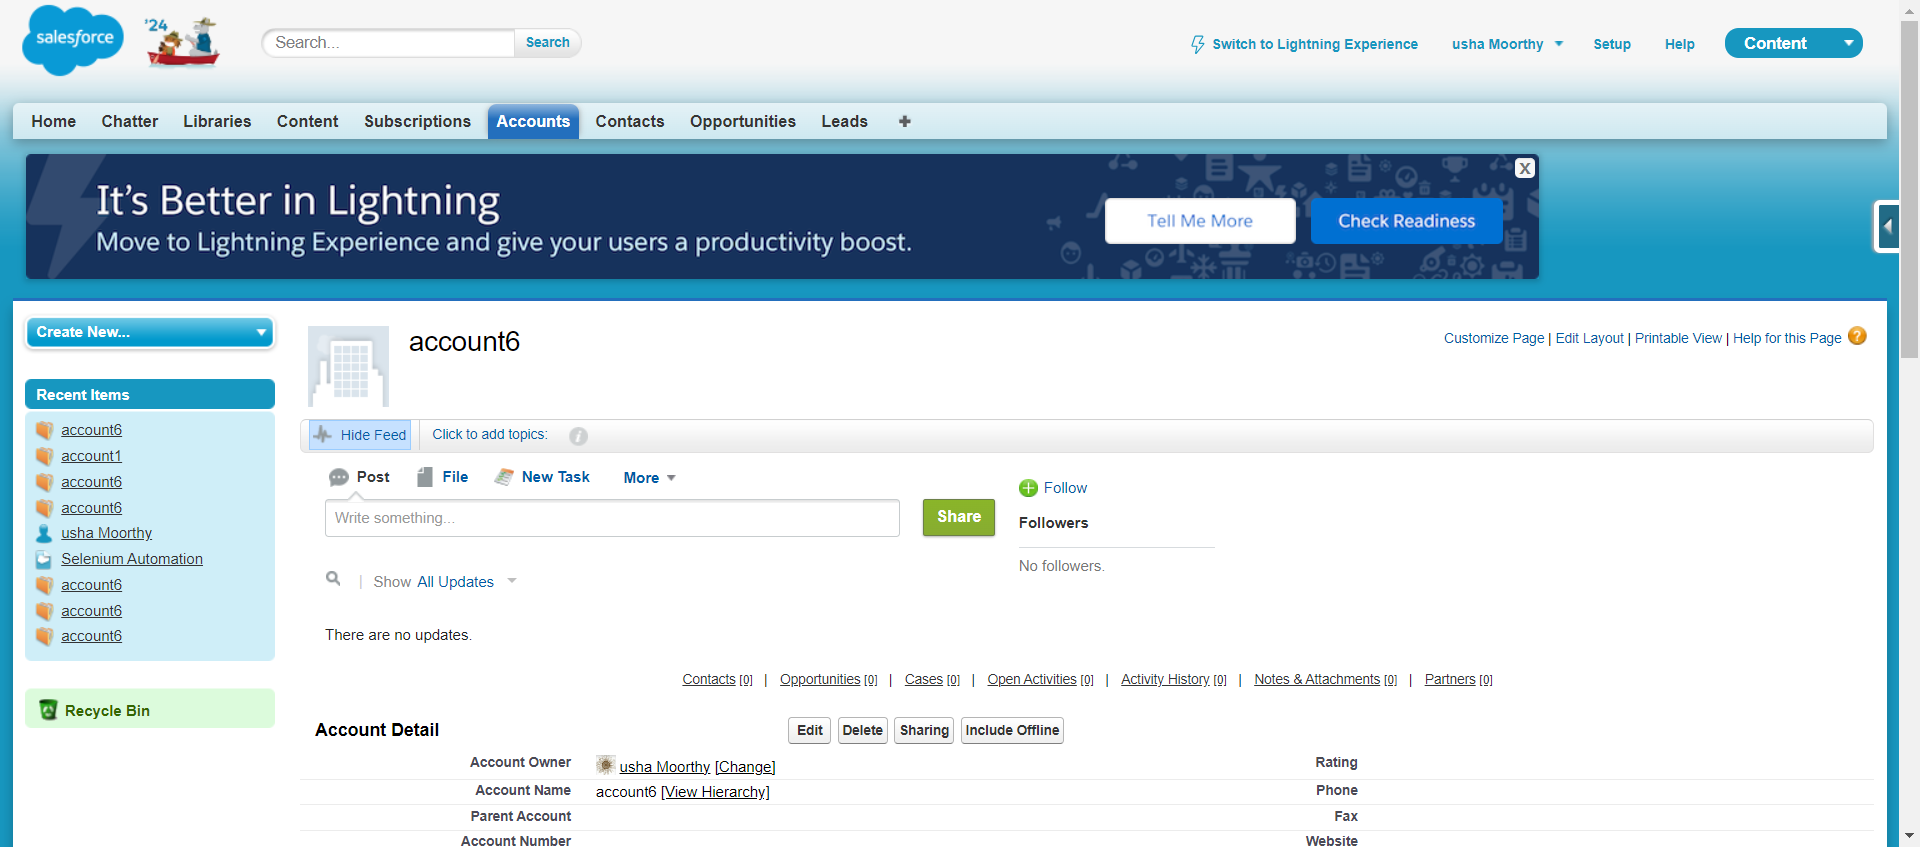 salesforce
'24
Search...
Search
Switch to Lightning Experience
usha Moorthy
Setup
Help
Content
Home
Chatter
Libraries
Content
Subscriptions
Accounts
Contacts
Opportunities
Leads
It's Better in Lightning
Move to Lightning Experience and give your users a productivity boost.
Tell Me More
Check Readiness
X
Create New...
Recent Items
account6
account1
account6
account6
usha Moorthy
Selenium Automation
account6
account6
account6
Recycle Bin
account6
Customize Page | Edit Layout | Printable View | Help for this Page ?
Hide Feed
Click to add topics:
Post
File
New Task
More
Write something...
Share
Follow
Followers
No followers.
Show All Updates
There are no updates.
Contacts [0] | Opportunities [0] | Cases [0] | Open Activities [0] | Activity History [0] | Notes & Attachments [0] | Partners [0]
Account Detail
Edit
Delete
Sharing
Include Offline
Account Owner usha Moorthy [Change]
Rating
Account Name account6 [View Hierarchy]
Phone
Parent Account
Fax
Account Number
Website